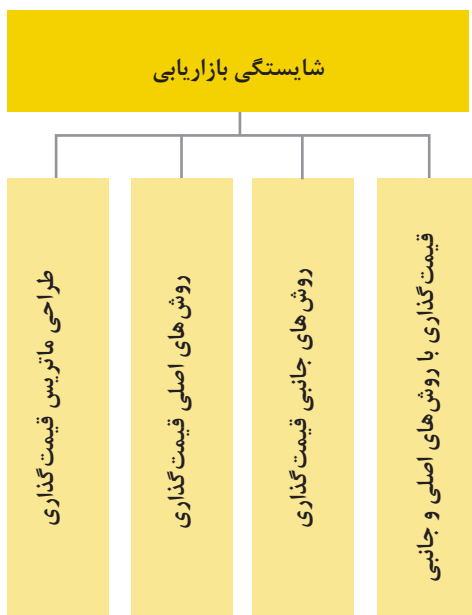 شایستگی بازاریابی
قیمت‌گذاری با روش‌های اصلی و جانبی
روش‌های جانبی قیمت‌گذاری
روش‌های اصلی قیمت‌گذاری
طراحی ماتریس قیمت‌گذاری